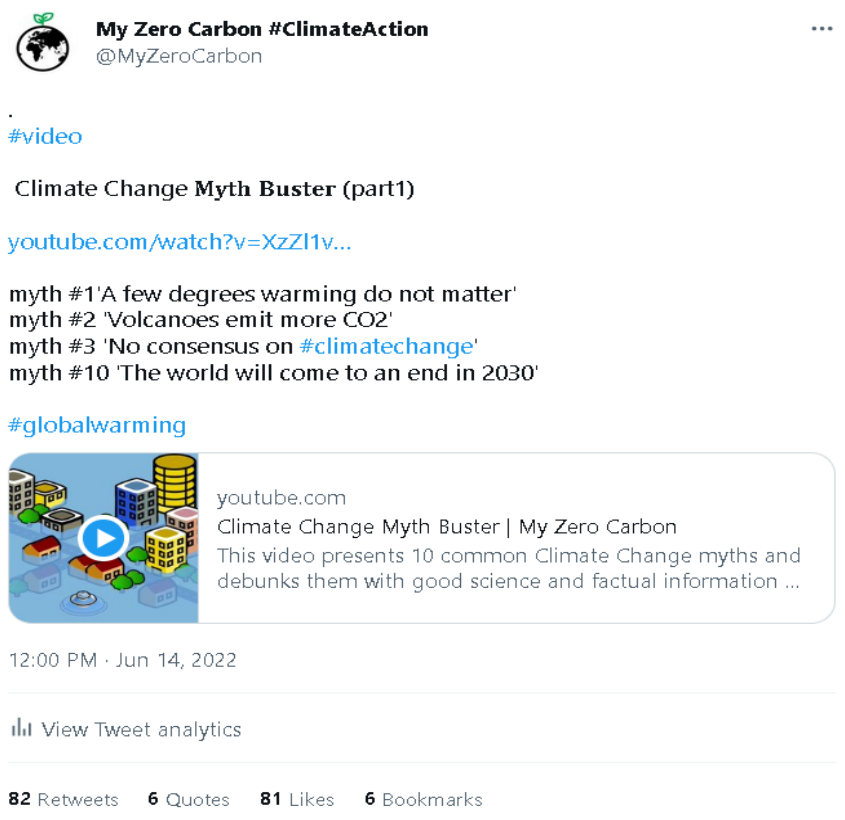 My Zero Carbon #ClimateAction
@MyZeroCarbon
.
#video
Climate Change Myth Buster (part1)
youtube.com/watch?v=XzZl1v...
myth #1'A few degrees warming do not matter'
myth #2 'Volcanoes emit more CO2'
myth #3 'No consensus on #climatechange'
myth #10 'The world will come to an end in 2030'
#globalwarming
youtube.com
Climate Change Myth Buster | My Zero Carbon
This video presents 10 common Climate Change myths and
debunks them with good science and factual information ...
12:00 PM · Jun 14, 2022
View Tweet analytics
82 Retweets 6 Quotes 81 Likes 6 Bookmarks